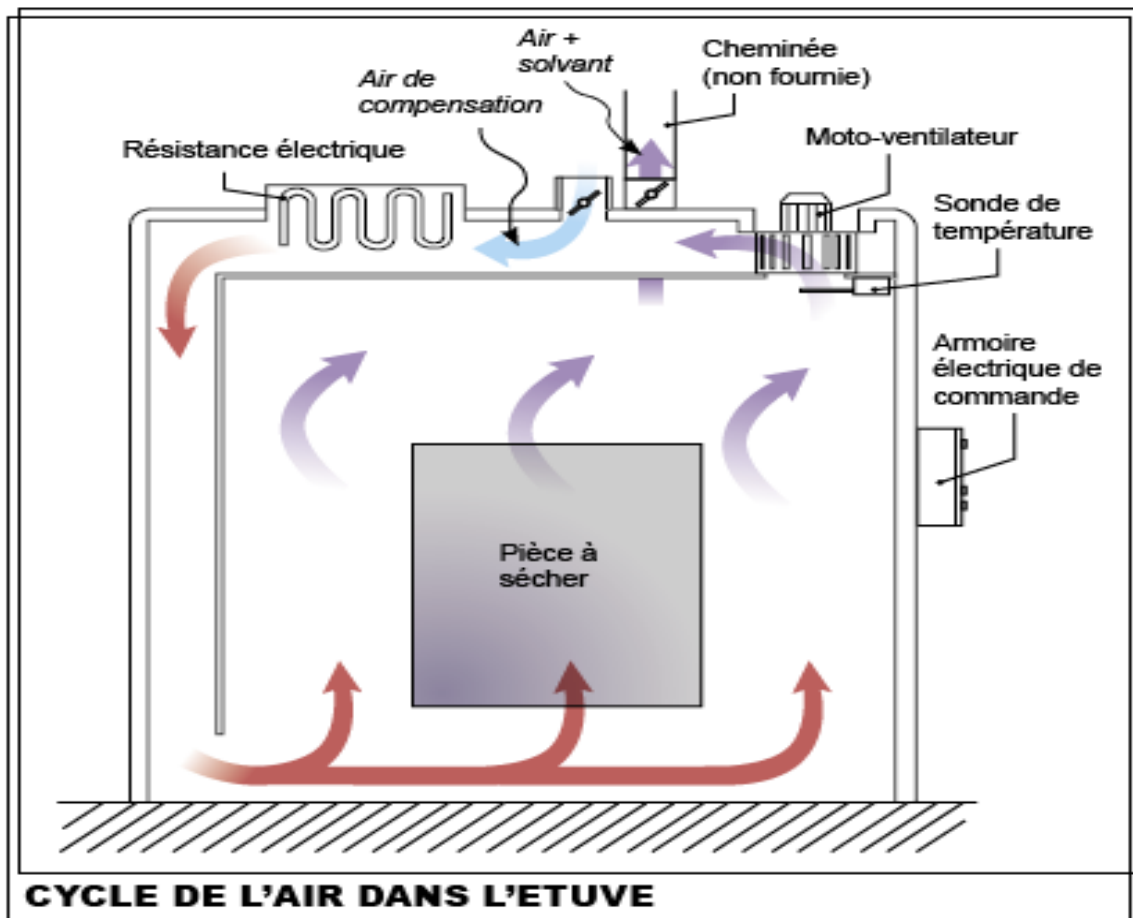 Air +
solvant
Cheminée
(non fournie)
Air de
compensation
Résistance électrique
Moto-ventilateur
Sonde de
température
Armoire
électrique de
commande
Pièce à
sécher
CYCLE DE L'AIR DANS L'ETUVE